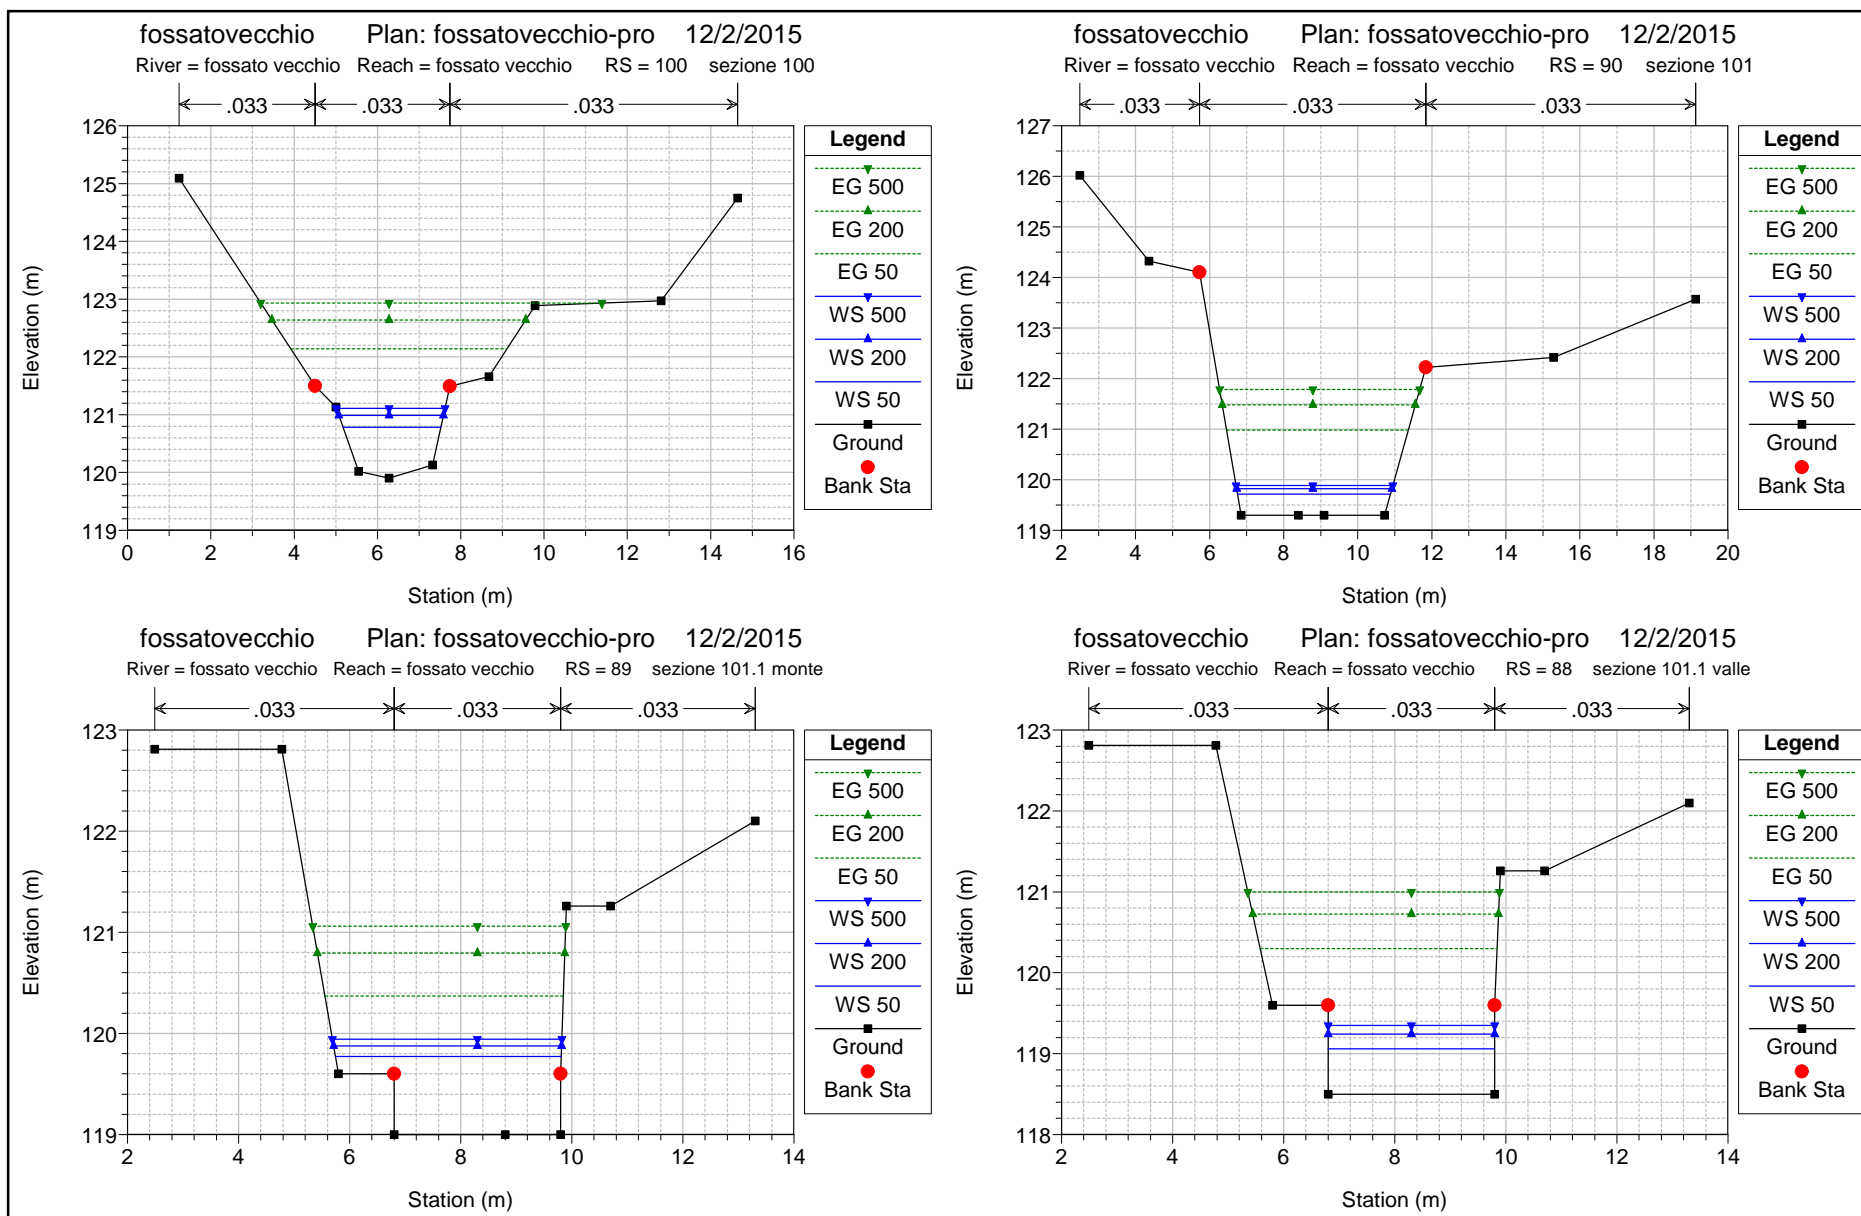 fossatovecchio Plan: fossatovecchio-pro 12/2/2015
River = fossato vecchio Reach = fossato vecchio RS = 100 sezione 100
.033 .033 .033
126
125
124
123
122
121
120
119
0 2 4 6 8 10 12 14 16
Station (m)
Elevation (m)
Legend
EG 500
EG 200
EG 50
WS 500
WS 200
WS 50
Ground
Bank Sta
fossatovecchio Plan: fossatovecchio-pro 12/2/2015
River = fossato vecchio Reach = fossato vecchio RS = 90 sezione 101
.033 .033 .033
127
126
125
124
123
122
121
120
119
2 4 6 8 10 12 14 16 18 20
Station (m)
Elevation (m)
Legend
EG 500
EG 200
EG 50
WS 500
WS 200
WS 50
Ground
Bank Sta
fossatovecchio Plan: fossatovecchio-pro 12/2/2015
River = fossato vecchio Reach = fossato vecchio RS = 89 sezione 101.1 monte
.033 .033 .033
123
122
121
120
119
2 4 6 8 10 12 14
Station (m)
Elevation (m)
Legend
EG 500
EG 200
EG 50
WS 500
WS 200
WS 50
Ground
Bank Sta
fossatovecchio Plan: fossatovecchio-pro 12/2/2015
River = fossato vecchio Reach = fossato vecchio RS = 88 sezione 101.1 valle
.033 .033 .033
123
122
121
120
119
118
2 4 6 8 10 12 14
Station (m)
Elevation (m)
Legend
EG 500
EG 200
EG 50
WS 500
WS 200
WS 50
Ground
Bank Sta